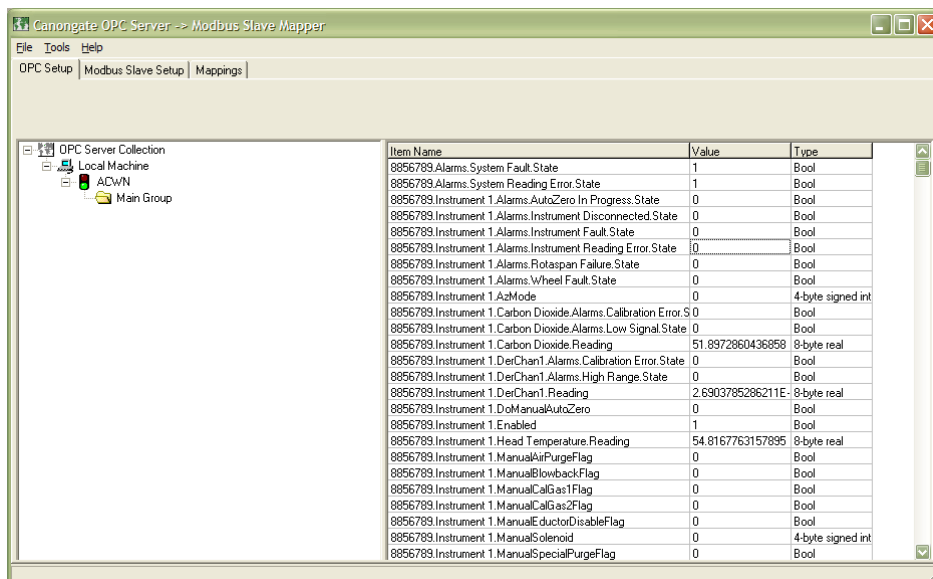 Canongate OPC Server -> Modbus Slave Mapper
File Tools Help
OPC Setup Modbus Slave Setup Mappings
OPC Server Collection
Local Machine
ACWN
Main Group
Item Name Value Type
8856789.Alarms.System Fault.State 1 Bool
8856789.Alarms.System Reading Error.State 1 Bool
8856789.Instrument 1.Alarms.AutoZero In Progress.State 0 Bool
8856789.Instrument 1.Alarms.Instrument Disconnected.State 0 Bool
8856789.Instrument 1.Alarms.Instrument Fault.State 0 Bool
8856789.Instrument 1.Alarms.Instrument Reading Error.State 0 Bool
8856789.Instrument 1.Alarms.Rotaspan Failure.State 0 Bool
8856789.Instrument 1.Alarms.Wheel Fault.State 0 Bool
8856789.Instrument 1.AzMode 0 4-byte signed int
8856789.Instrument 1.Carbon Dioxide.Alarms.Calibration Error.S 0 Bool
8856789.Instrument 1.Carbon Dioxide.Alarms.Low Signal.State 0 Bool
8856789.Instrument 1.Carbon Dioxide.Reading 51.8972860436858 8-byte real
8856789.Instrument 1.DerChan1.Alarms.Calibration Error.State 0 Bool
8856789.Instrument 1.DerChan1.Alarms.High Range.State 0 Bool
8856789.Instrument 1.DerChan1.Reading 2.6903785286211E- 8-byte real
8856789.Instrument 1.DoManualAutoZero 0 Bool
8856789.Instrument 1.Enabled 1 Bool
8856789.Instrument 1.Head Temperature.Reading 54.8167763157895 8-byte real
8856789.Instrument 1.ManualAirPurgeFlag 0 Bool
8856789.Instrument 1.ManualBlowbackFlag 0 Bool
8856789.Instrument 1.ManualCalGas1Flag 0 Bool
8856789.Instrument 1.ManualCalGas2Flag 0 Bool
8856789.Instrument 1.ManualEductorDisableFlag 0 Bool
8856789.Instrument 1.ManualSolenoid 0 4-byte signed int
8856789.Instrument 1.ManualSpecialPurgeFlag 0 Bool